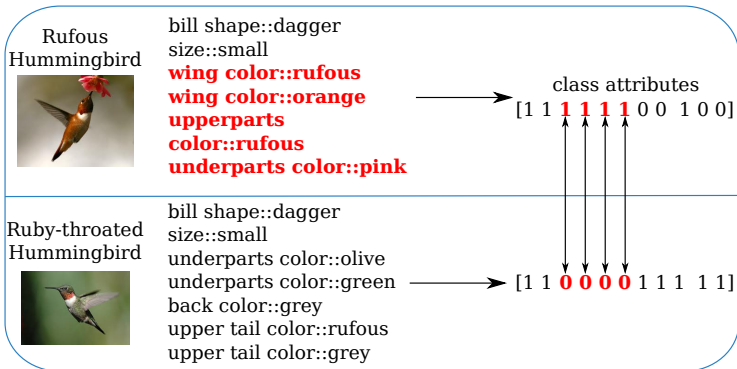 Rufous
Hummingbird
bill shape::dagger
size::small
wing color::rufous
wing color::orange
upperparts
color::rufous
underparts color::pink
class attributes
[1 1 1 1 1 1 0 0 1 0 0]
Ruby-throated
Hummingbird
bill shape::dagger
size::small
underparts color::olive
underparts color::green
back color::grey
upper tail color::rufous
upper tail color::grey
[1 1 0 0 0 0 1 1 1 1 1]